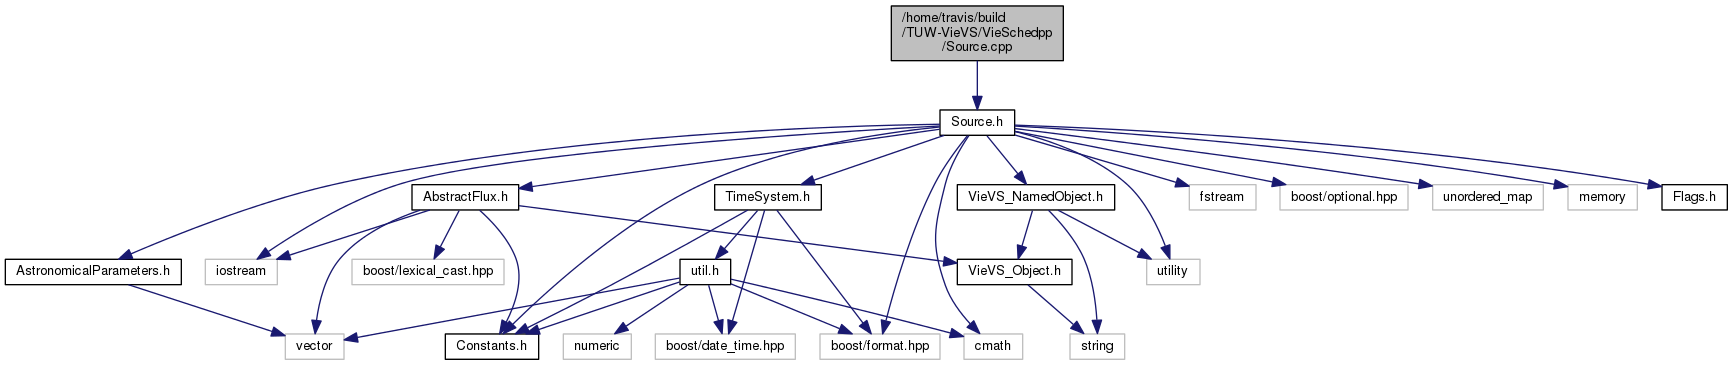 /home/travis/build
/TUW-VieVS/VieSchedpp
/Source.cpp
Source.h
AbstractFlux.h
TimeSystem.h
VieVS_NamedObject.h
fstream
boost/optional.hpp
unordered_map
memory
Flags.h
AstronomicalParameters.h
iostream
boost/lexical_cast.hpp
util.h
VieVS_Object.h
utility
vector
Constants.h
numeric
boost/date_time.hpp
boost/format.hpp
cmath
string